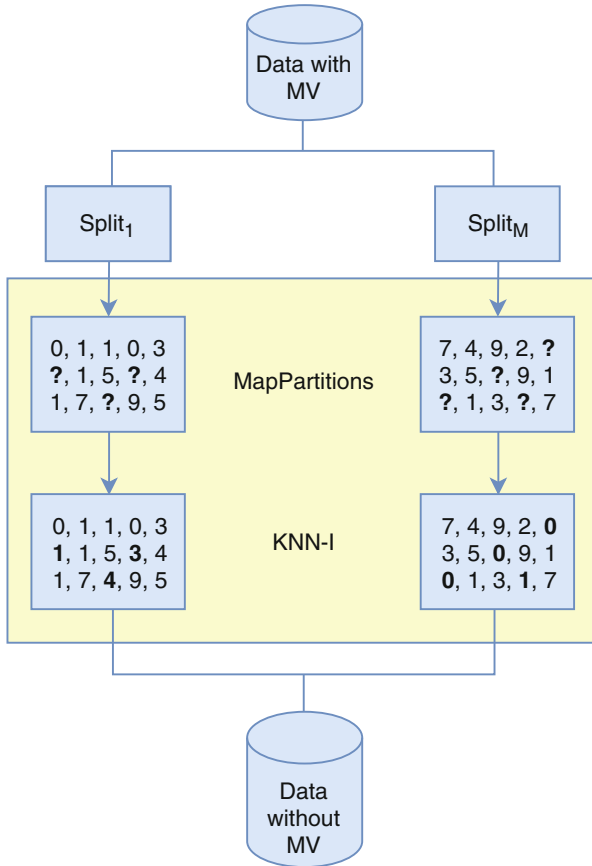 Data with
MV
Split1
SplitM
0, 1, 1, 0, 3
?, 1, 5, ?, 4
1, 7, ?, 9, 5
MapPartitions
7, 4, 9, 2, ?
3, 5, ?, 9, 1
?, 1, 3, ?, 7
0, 1, 1, 0, 3
1, 1, 5, 3, 4
1, 7, 4, 9, 5
KNN-I
7, 4, 9, 2, 0
3, 5, 0, 9, 1
0, 1, 3, 1, 7
Data
without
MV